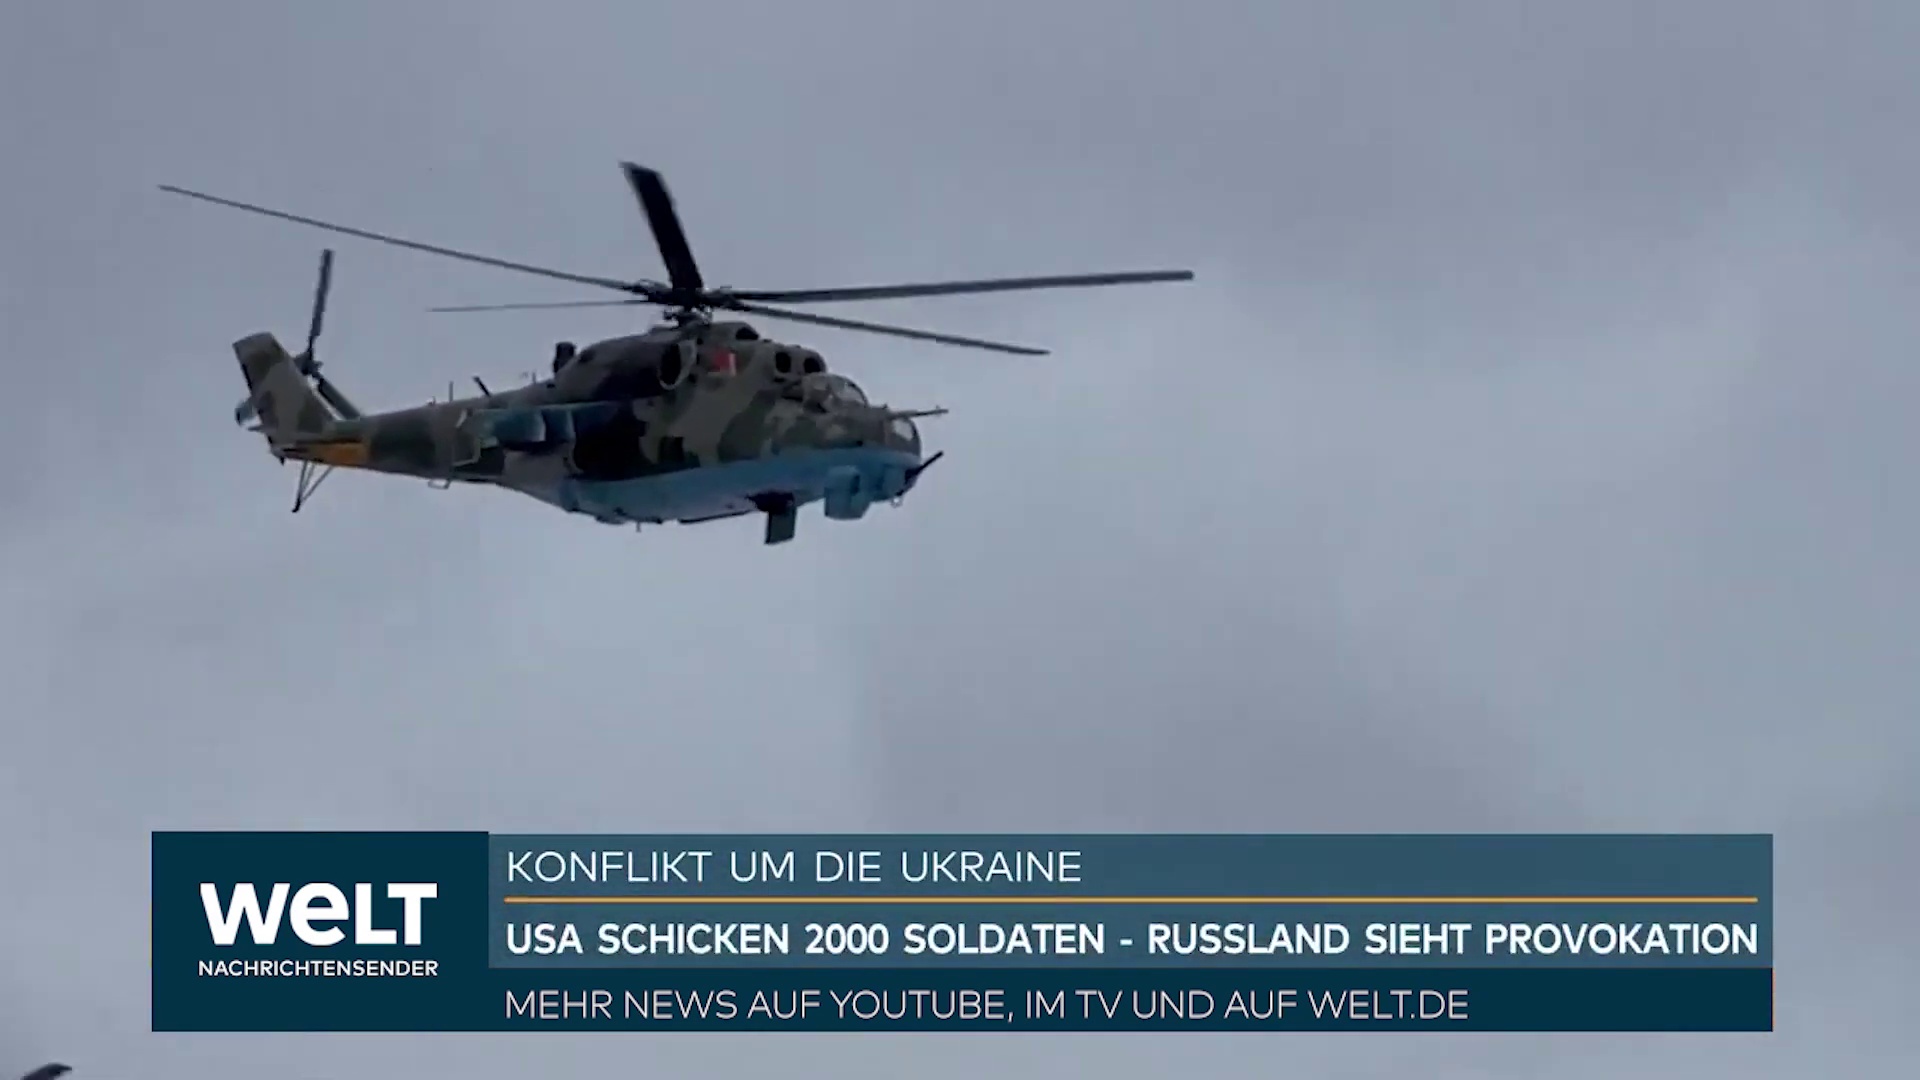 KONFLIKT UM DIE UKRAINE
WELT
NACHRICHTENSENDER
USA SCHICKEN 2000 SOLDATEN - RUSSLAND SIEHT PROVOKATION
MEHR NEWS AUF YOUTUBE, IM TV UND AUF WELT.DE